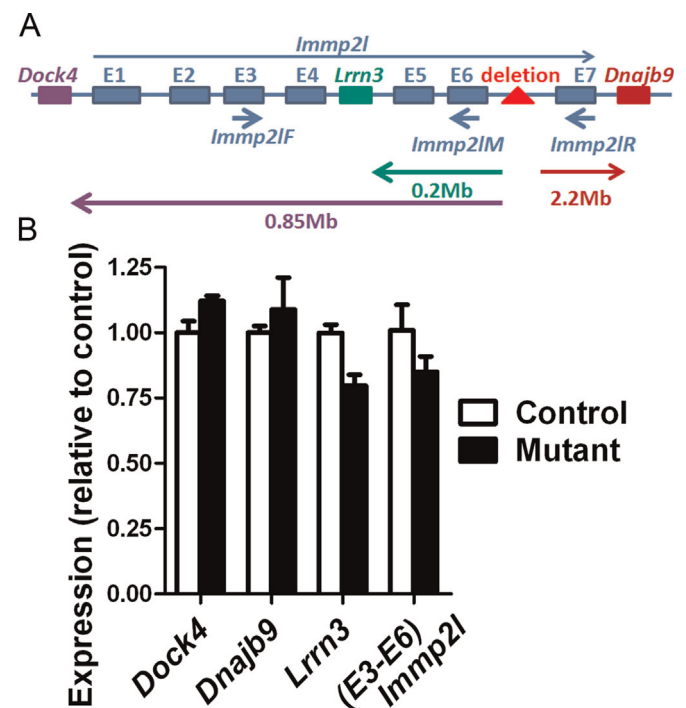 A
Immp2l
Dock4 E1 E2 E3 E4 Lrrn3 E5 E6 deletion E7 Dnajb9
Immp2lF Immp2lM Immp2lR
0.2Mb 2.2Mb
0.85Mb
B
Expression (relative to control)
1.25
1.00
0.75
0.50
0.25
0.00
Control
Mutant
Dock4
Dnajb9
Lrrn3
(E3-E6)
Immp2l